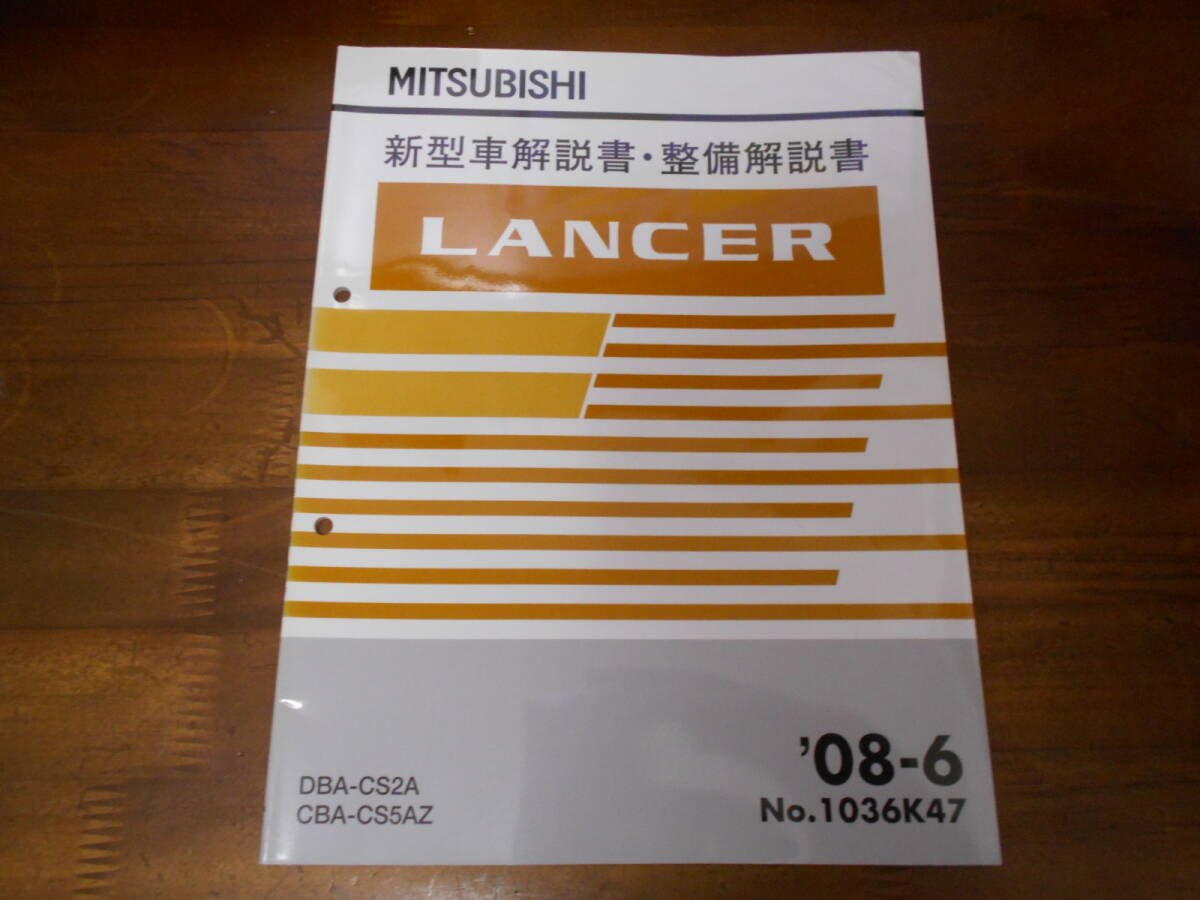 MITSUBISHI
新型車解説書・整備解説書
LANCER
DBA-CS2A
CBA-CS5AZ
'08-6
No.1036K47